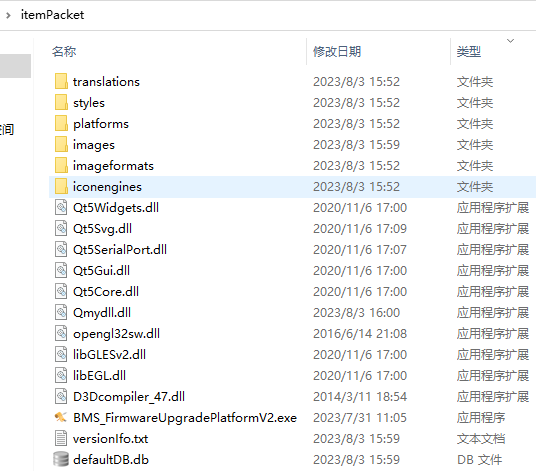 itemPacket
名称 修改日期 类型
translations 2023/8/3 15:52 文件夹
styles 2023/8/3 15:52 文件夹
platforms 2023/8/3 15:52 文件夹
images 2023/8/3 15:59 文件夹
imageformats 2023/8/3 15:52 文件夹
iconengines 2023/8/3 15:52 文件夹
Qt5Widgets.dll 2020/11/6 17:00 应用程序扩展
Qt5Svg.dll 2020/11/6 17:09 应用程序扩展
Qt5SerialPort.dll 2020/11/6 17:07 应用程序扩展
Qt5Gui.dll 2020/11/6 17:00 应用程序扩展
Qt5Core.dll 2020/11/6 17:00 应用程序扩展
Qmydll.dll 2023/8/3 16:00 应用程序扩展
opengl32sw.dll 2016/6/14 21:08 应用程序扩展
libGLESv2.dll 2020/11/6 17:00 应用程序扩展
libEGL.dll 2020/11/6 17:00 应用程序扩展
D3Dcompiler_47.dll 2014/3/11 18:54 应用程序扩展
BMS_FirmwareUpgradePlatformV2.exe 2023/7/31 11:05 应用程序
versionIfo.txt 2023/8/3 15:59 文本文档
defaultDB.db 2023/8/3 15:59 DB 文件
空间